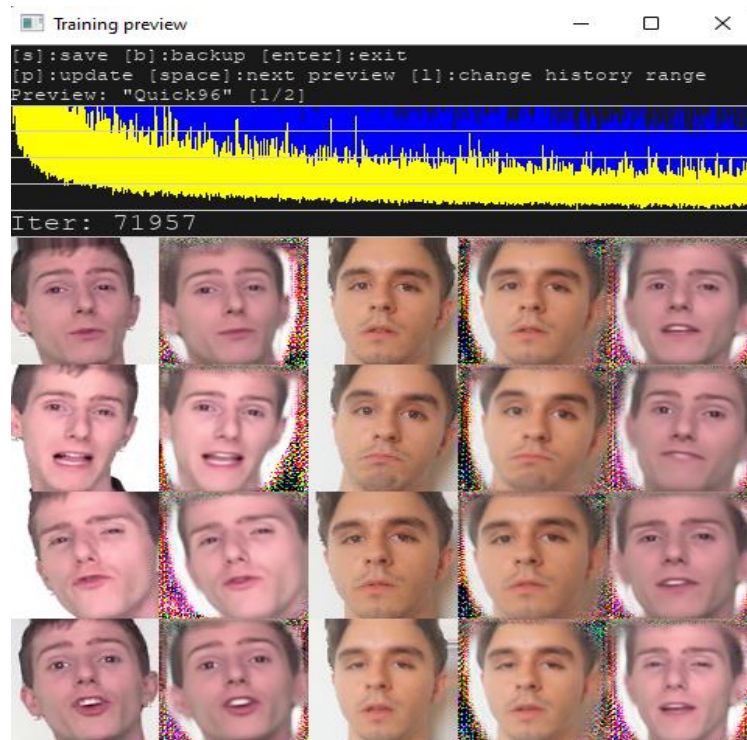 Training preview
[s]:save [b]:backup [enter]:exit
[p]:update [space]:next preview [l]:change history range
Preview: "Quick96" [1/2]
Iter: 71957